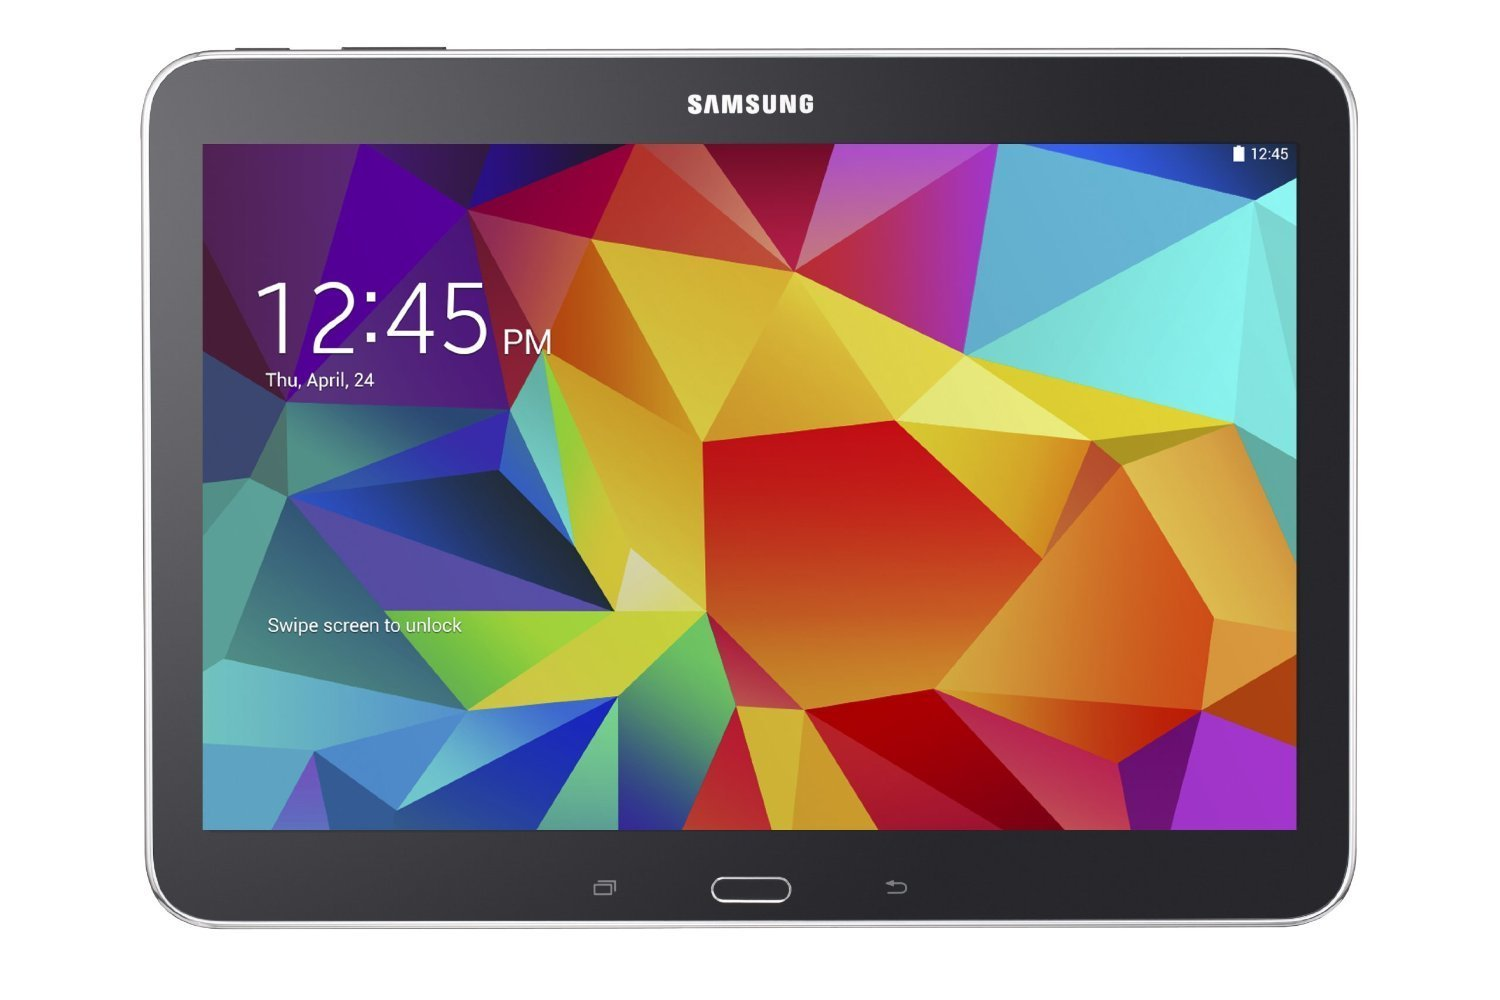 SAMSUNG
12:45
12:45 PM
Thu, April, 24
Swipe screen to unlock